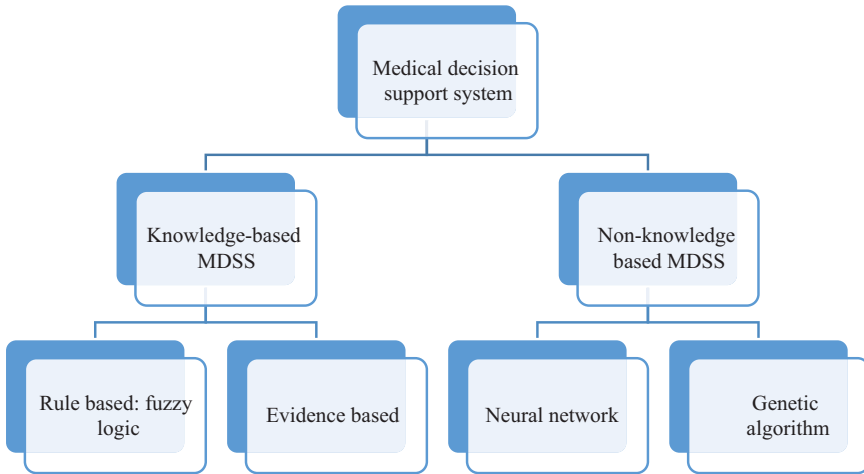 Medical decision
support system
Knowledge-based
MDSS
Non-knowledge
based MDSS
Rule based: fuzzy
logic
Evidence based
Neural network
Genetic
algorithm